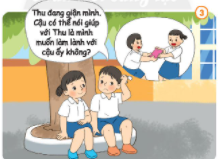 Thu đang giận mình.
Cậu có thể nói giúp
với Thu là mình
muốn làm lành với
cậu ấy không?
3